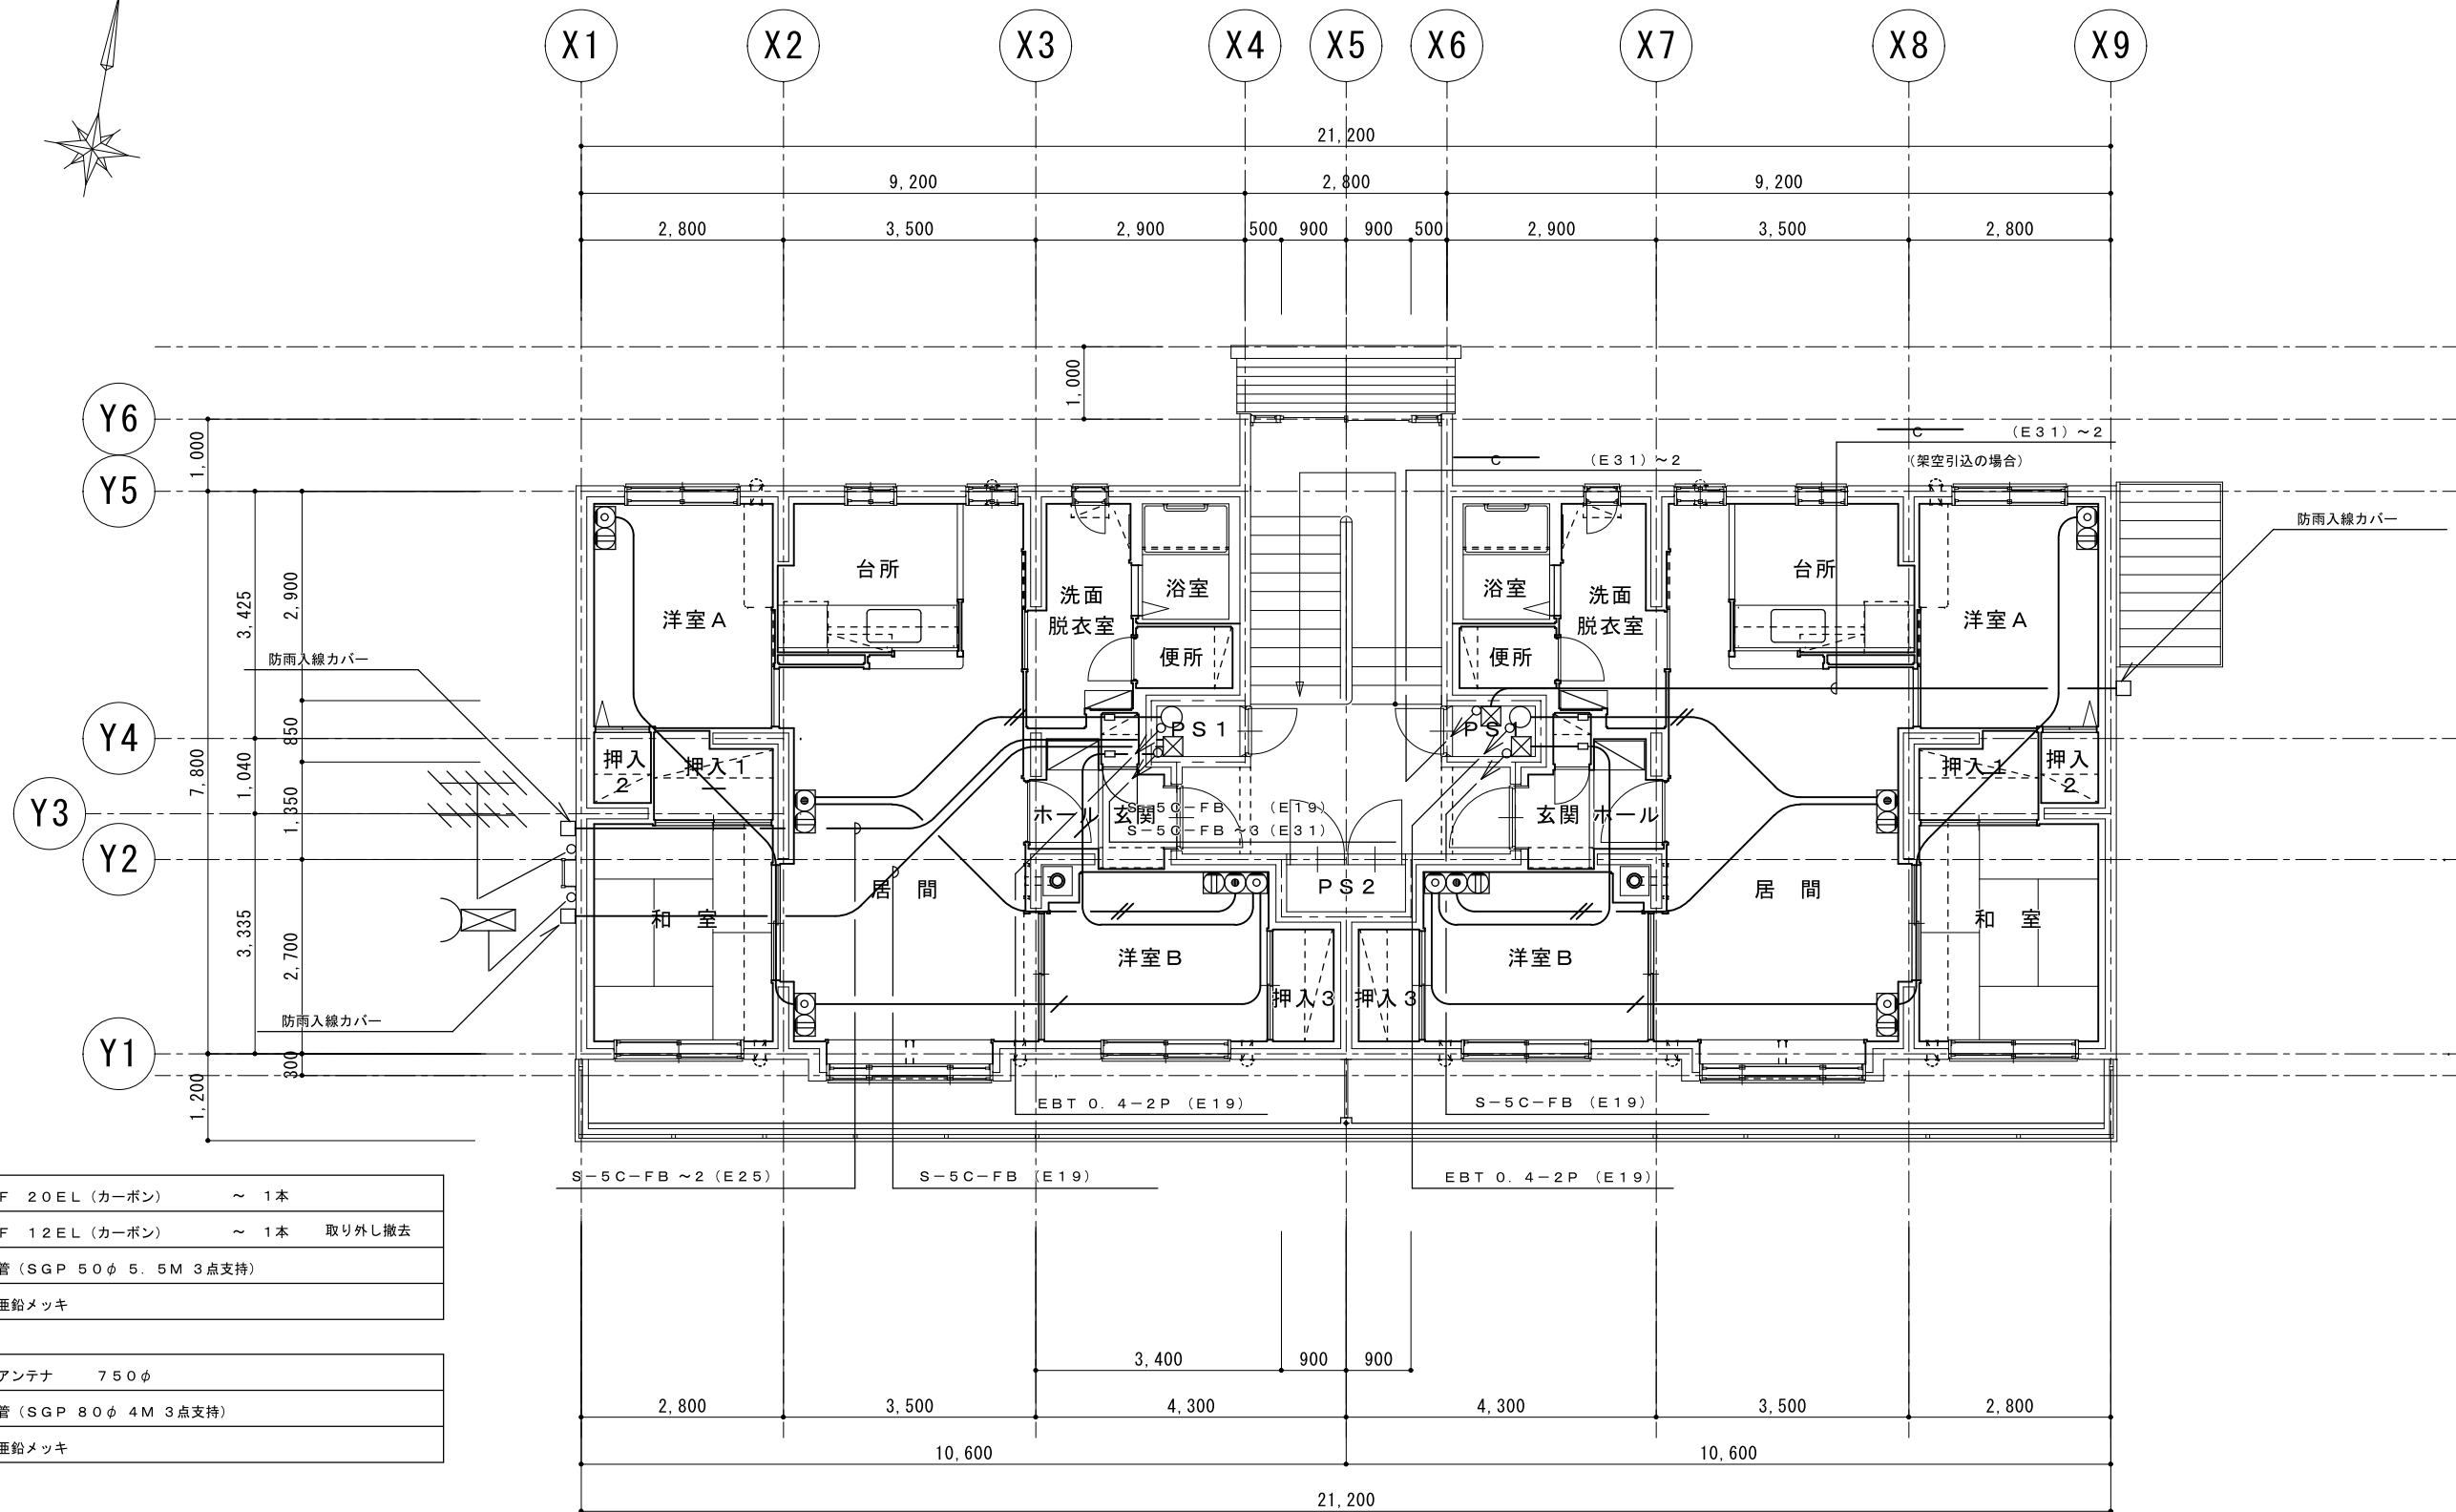 X1 X2 X3 X4 X5 X6 X7 X8 X9
21,200
9,200 2,800 9,200
2,800 3,500 2,900 500 900 900 500 2,900 3,500 2,800
1,000
Y6
1,000
Y5
C (E31)~2
C (E31)~2
(架空引込の場合)
防雨入線カバー
3,425 2,900
台所 洗面 脱衣室 浴室 浴室 洗面 脱衣室 台所
洋室A 便所 便所 洋室A
防雨入線カバー
Y4
850
7,800 1,040
押入 2 押入1 PS1 PS1 押入1 押入 2
Y3
1,350
ホール 玄関 S-5C-FB (E19) 玄関 ホール
S-5C-FB ~3(E31)
Y2
居 間 PS2 居 間
和 室 和 室
3,335 2,700
洋室B 洋室B
押入3 押入3
防雨入線カバー
Y1
300
1,200
EBT 0.4-2P (E19) S-5C-FB (E19)
S-5C-FB ~2(E25) S-5C-FB (E19) EBT 0.4-2P (E19)
F 20EL(カーボン) ~ 1本
F 12EL(カーボン) ~ 1本 取り外し撤去
管(SGP 50φ 5.5M 3点支持)
亜鉛メッキ
アンテナ 750φ
管(SGP 80φ 4M 3点支持)
亜鉛メッキ
3,400 900 900
2,800 3,500 4,300 4,300 3,500 2,800
10,600 10,600
21,200